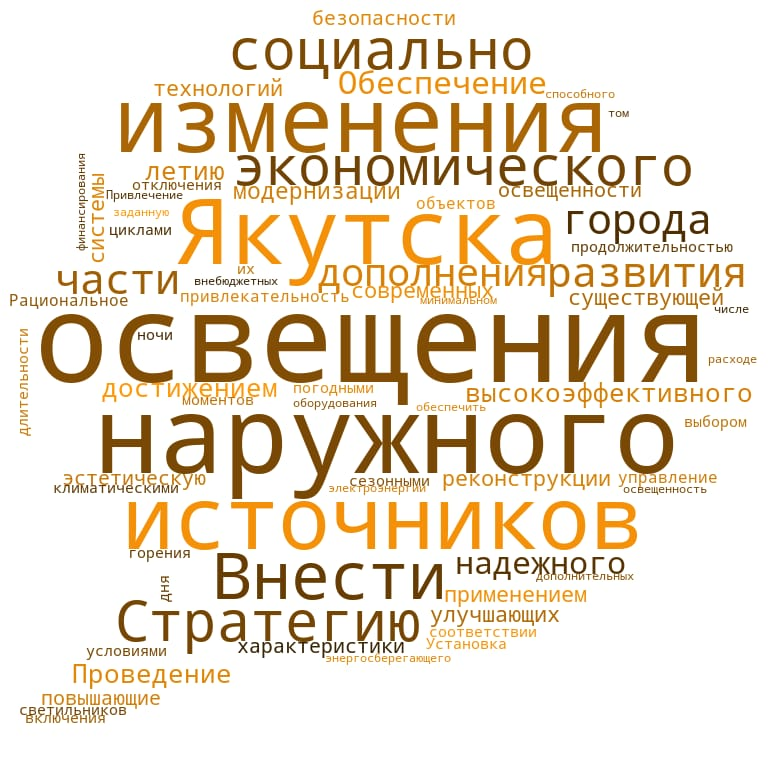 безопасности
социально
технологий
Обеспечение
способного
изменения
том
экономического
финансирования
летию
отключения
Привлечение
модернизации
освещенности
системы
заданную
циклами
объектов
Якутска
города
продолжительностью
части
их
внебюджетных
дополнения
развития
Рациональное
привлекательность
современных
минимальном
существующей
числе
освещения
ночи
длительности
расходе
достижением
погодными
моментов
оборудования
обеспечить
высокоэффективного
выбором
наружного
эстетическую
климатическими
сезонными
электроэнергии
реконструкции
управление
освещенность
источников
горения
дня
Внести
надежного
дополнительных
применением
Стратегию
улучшающих
соответствии
условиями
характеристики
Установка
энергосберегающего
Проведение
повышающие
светильников
включения